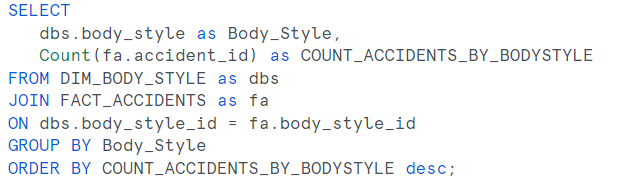 SELECT
dbs.body_style as Body_Style,
Count(fa.accident_id) as COUNT_ACCIDENTS_BY_BODYSTYLE
FROM DIM_BODY_STYLE as dbs
JOIN FACT_ACCIDENTS as fa
ON dbs.body_style_id = fa.body_style_id
GROUP BY Body_Style
ORDER BY COUNT_ACCIDENTS_BY_BODYSTYLE desc;